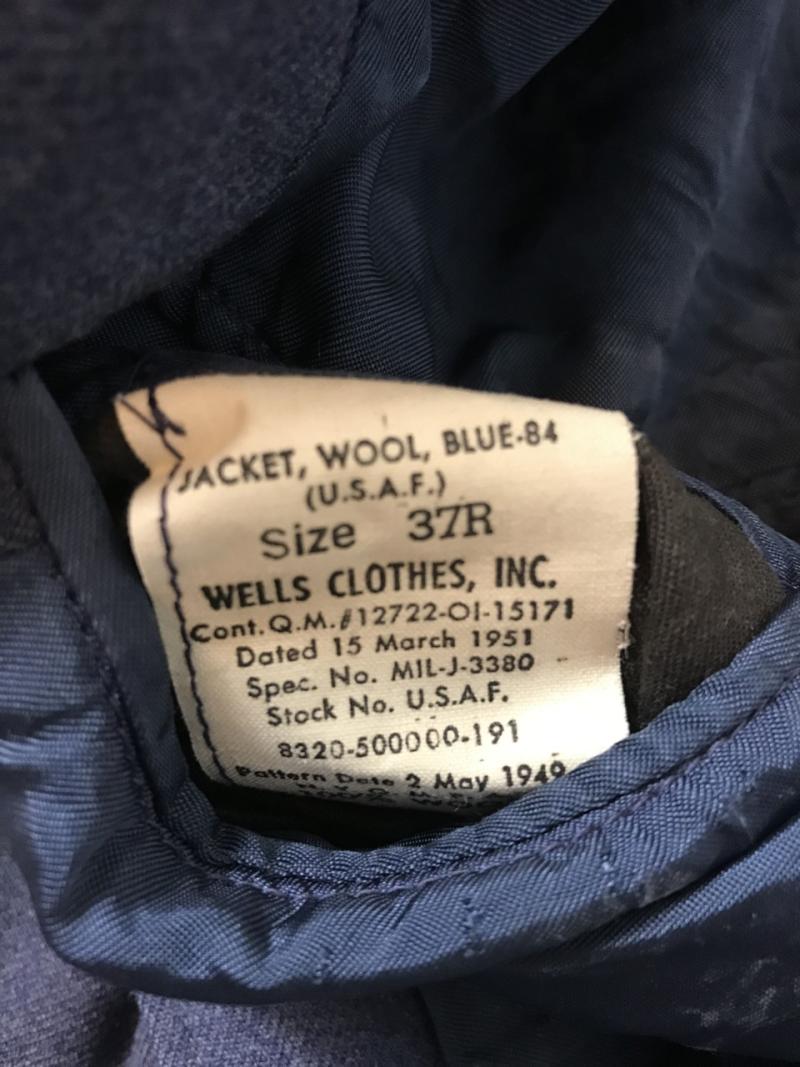 JACKET, WOOL, BLUE-84
(U.S.A.F.)
Size 37R
WELLS CLOTHES, INC.
Cont. Q.M. #12722-OI-15171
Dated 15 March 1951
Spec. No. MIL-J-3380
Stock No. U.S.A.F.
8320-500000-191
Pattern Date 2 May 1949